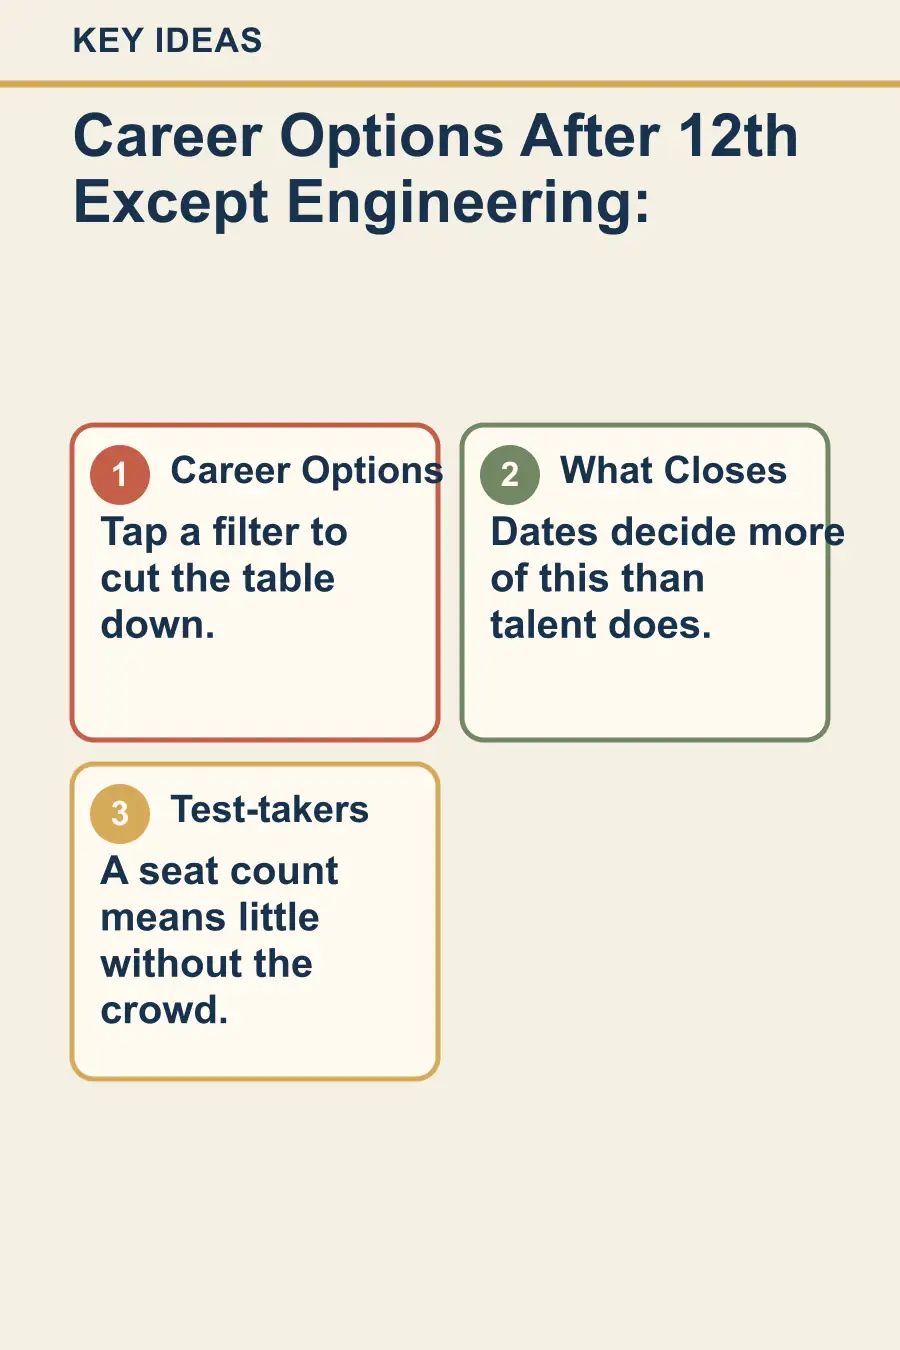 KEY IDEAS
Career Options After 12th
Except Engineering:
1
Career Options
Tap a filter to
cut the table
down.
2
What Closes
Dates decide more
of this than
talent does.
3
Test-takers
A seat count
means little
without the
crowd.